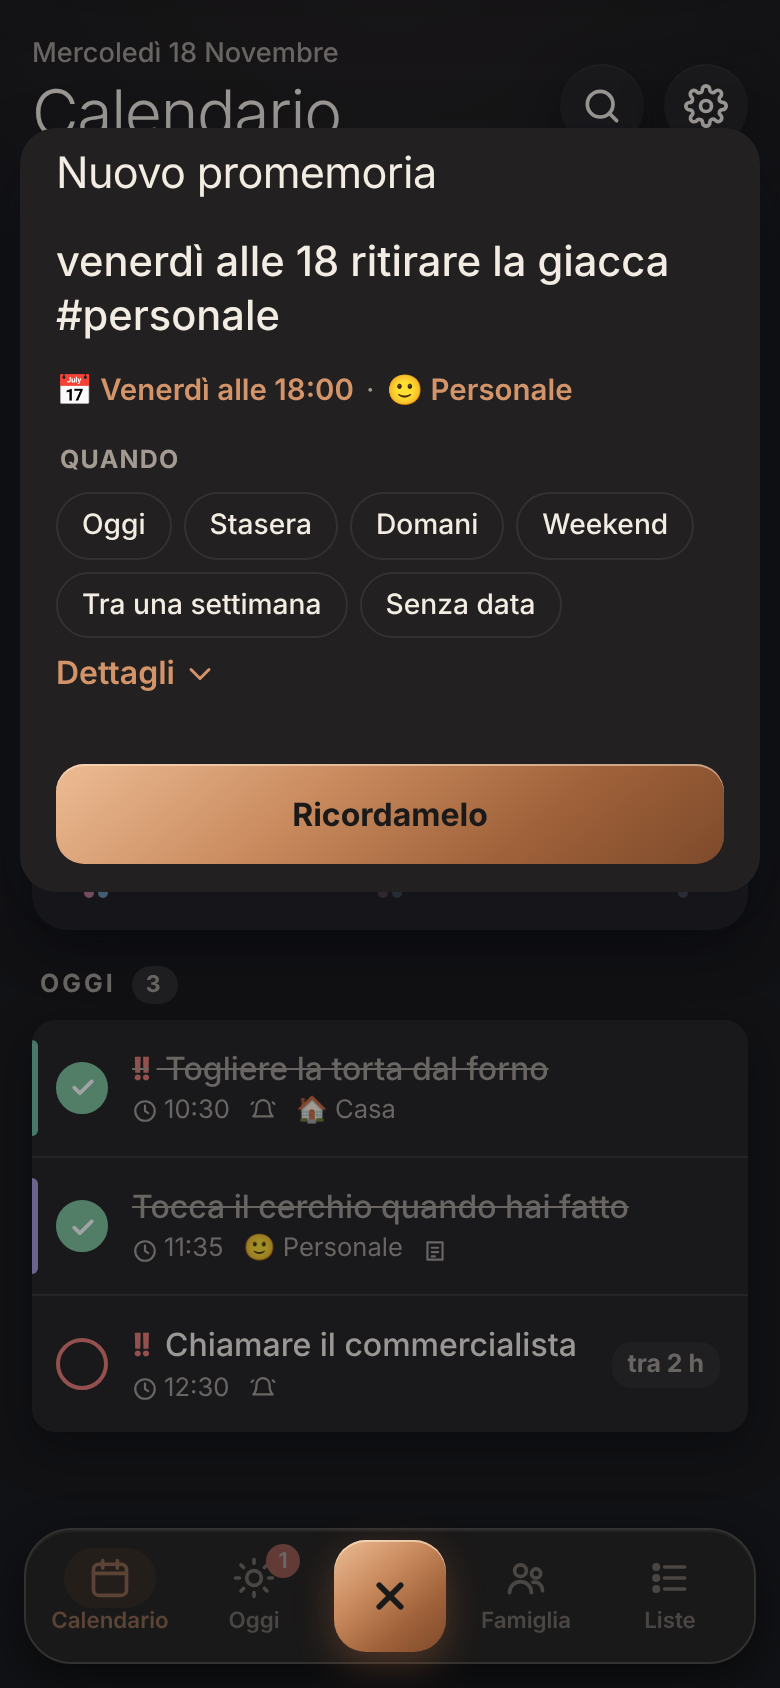 Mercoledì 18 Novembre
Calendario
Nuovo promemoria
venerdì alle 18 ritirare la giacca
#personale
📅 Venerdì alle 18:00 · 🙂 Personale
QUANDO
Oggi Stasera Domani Weekend
Tra una settimana Senza data
Dettagli
Ricordamelo
OGGI 3
‼ Togliere la torta dal forno
10:30 🏠 Casa
Tocca il cerchio quando hai fatto
11:35 🙂 Personale
‼ Chiamare il commercialista
tra 2 h
12:30
1
Calendario Oggi Famiglia Liste